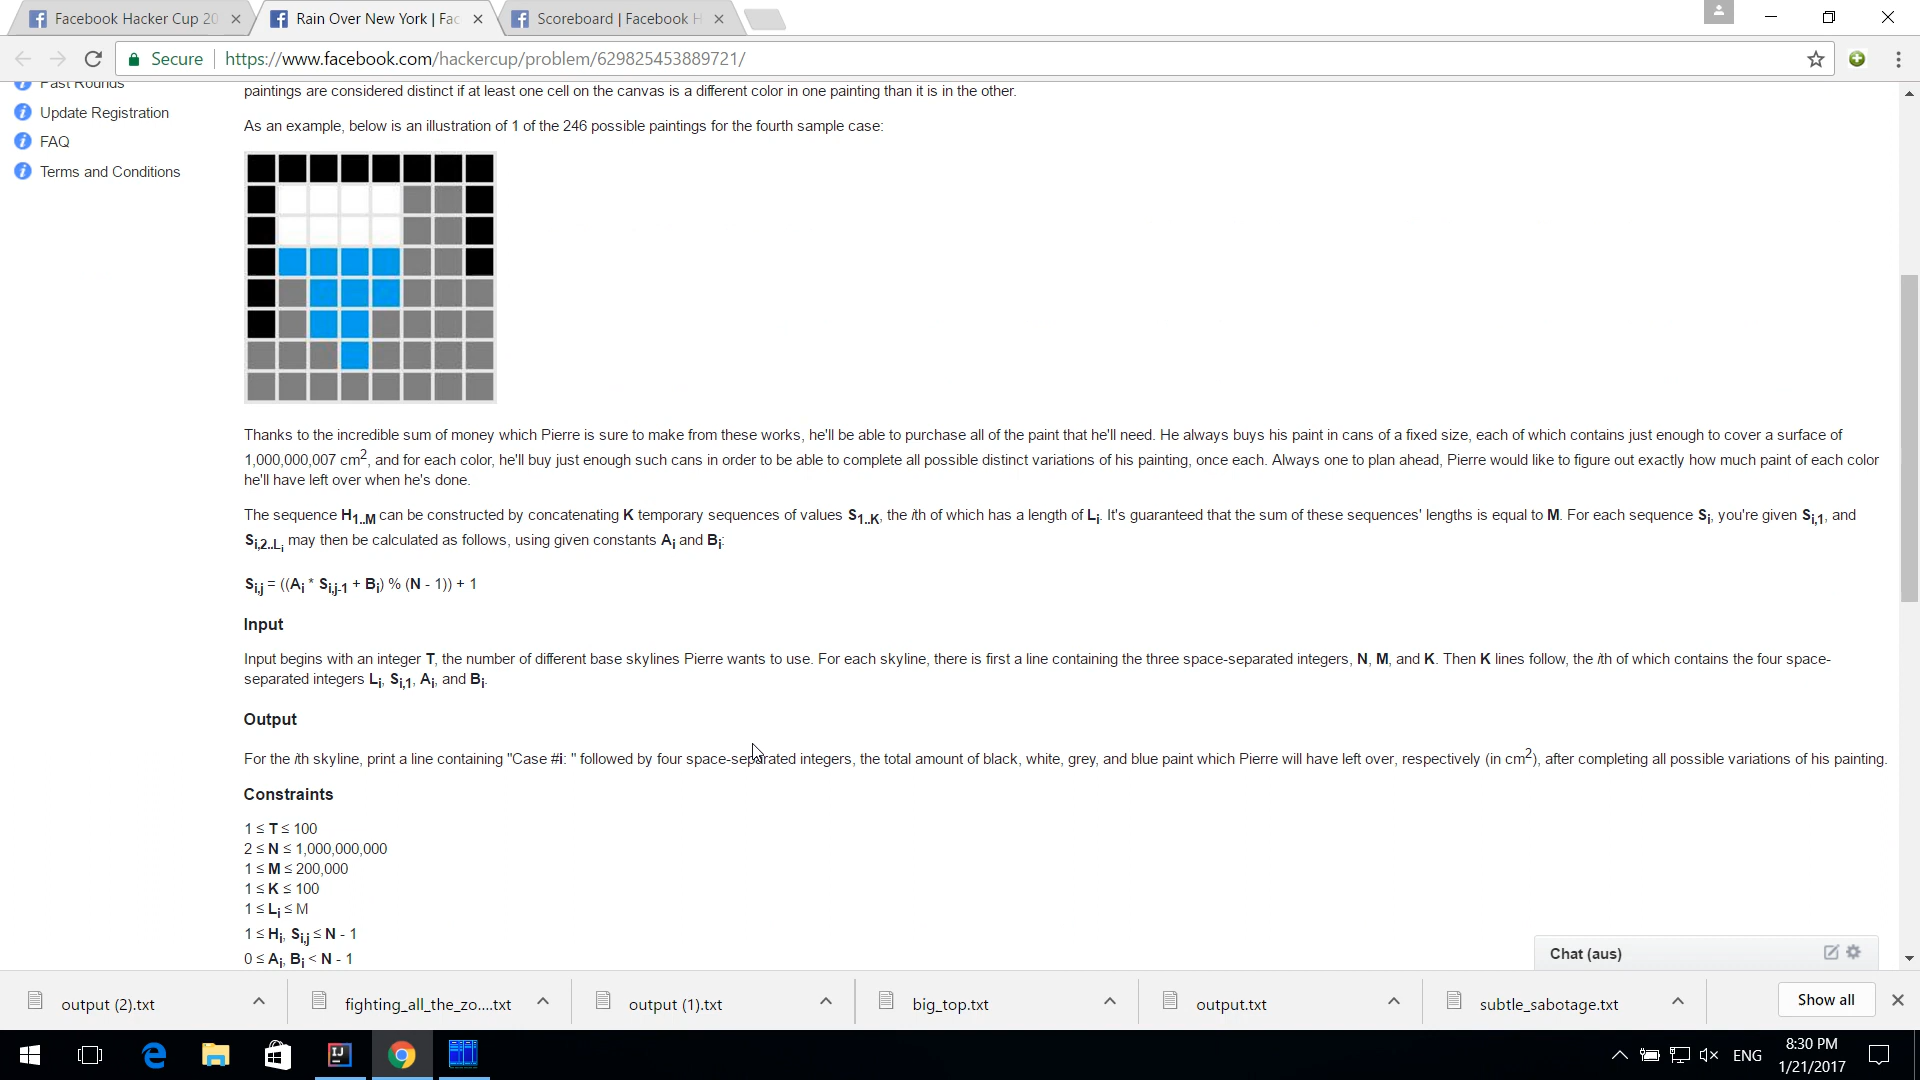 Facebook Hacker Cup 20
Rain Over New York | Fac
Scoreboard | Facebook H
Secure
https://www.facebook.com/hackercup/problem/629825453889721/
Past Rounds
Update Registration
FAQ
Terms and Conditions
paintings are considered distinct if at least one cell on the canvas is a different color in one painting than it is in the other.
As an example, below is an illustration of 1 of the 246 possible paintings for the fourth sample case:
Thanks to the incredible sum of money which Pierre is sure to make from these works, he'll be able to purchase all of the paint that he'll need. He always buys his paint in cans of a fixed size, each of which contains just enough to cover a surface of
1,000,000,007 cm2, and for each color, he'll buy just enough such cans in order to be able to complete all possible distinct variations of his painting, once each. Always one to plan ahead, Pierre would like to figure out exactly how much paint of each color
he'll have left over when he's done.
The sequence H1..M can be constructed by concatenating K temporary sequences of values S1..K, the ith of which has a length of Li. It's guaranteed that the sum of these sequences' lengths is equal to M. For each sequence Si, you're given Si,1, and
Si,2..Li may then be calculated as follows, using given constants Ai and Bi:
Si,j = ((Ai * Si,j-1 + Bi) % (N - 1)) + 1
Input
Input begins with an integer T, the number of different base skylines Pierre wants to use. For each skyline, there is first a line containing the three space-separated integers, N, M, and K. Then K lines follow, the ith of which contains the four space-
separated integers Li, Si,1, Ai, and Bi.
Output
For the ith skyline, print a line containing "Case #i: " followed by four space-separated integers, the total amount of black, white, grey, and blue paint which Pierre will have left over, respectively (in cm2), after completing all possible variations of his painting.
Constraints
1 ≤ T ≤ 100
2 ≤ N ≤ 1,000,000,000
1 ≤ M ≤ 200,000
1 ≤ K ≤ 100
1 ≤ Li ≤ M
1 ≤ Hi, Si,j ≤ N - 1
0 ≤ Ai, Bi < N - 1
Chat (aus)
output (2).txt
fighting_all_the_zo....txt
output (1).txt
big_top.txt
output.txt
subtle_sabotage.txt
Show all
IJ
ENG
8:30 PM
1/21/2017